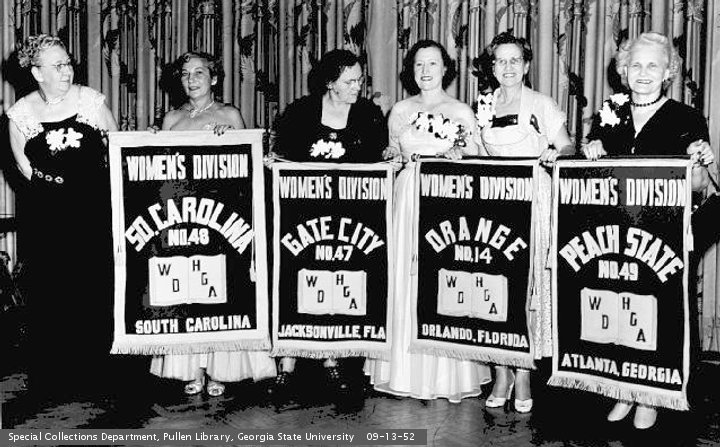 WOMEN'S DIVISION
SO. CAROLINA
NO. 48
W D H G A
SOUTH CAROLINA
WOMEN'S DIVISION
GATE CITY
NO. 47
W D H G A
JACKSONVILLE, FLA
WOMEN'S DIVISION
ORANGE
NO. 14
W D H G A
ORLANDO, FLORIDA
WOMEN'S DIVISION
PEACH STATE
NO. 49
W D H G A
ATLANTA, GEORGIA
Special Collections Department, Pullen Library, Georgia State University 09-13-52